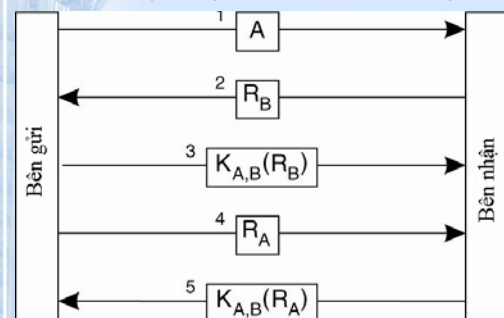 1 A
2 R_B
Bên gửi
3 K_A,B(R_B)
Bên nhận
4 R_A
5 K_A,B(R_A)